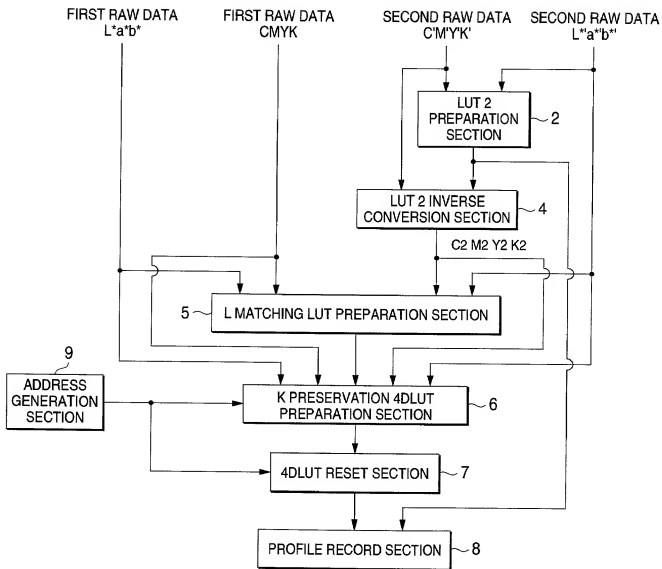 FIRST RAW DATA
L*a*b*
FIRST RAW DATA
CMYK
SECOND RAW DATA
C'M'Y'K'
SECOND RAW DATA
L*'a*'b*'
LUT 2
PREPARATION
SECTION
2
LUT 2 INVERSE
CONVERSION SECTION
4
C2 M2 Y2 K2
5
L MATCHING LUT PREPARATION SECTION
9
ADDRESS
GENERATION
SECTION
K PRESERVATION 4DLUT
PREPARATION SECTION
6
4DLUT RESET SECTION
7
PROFILE RECORD SECTION
8